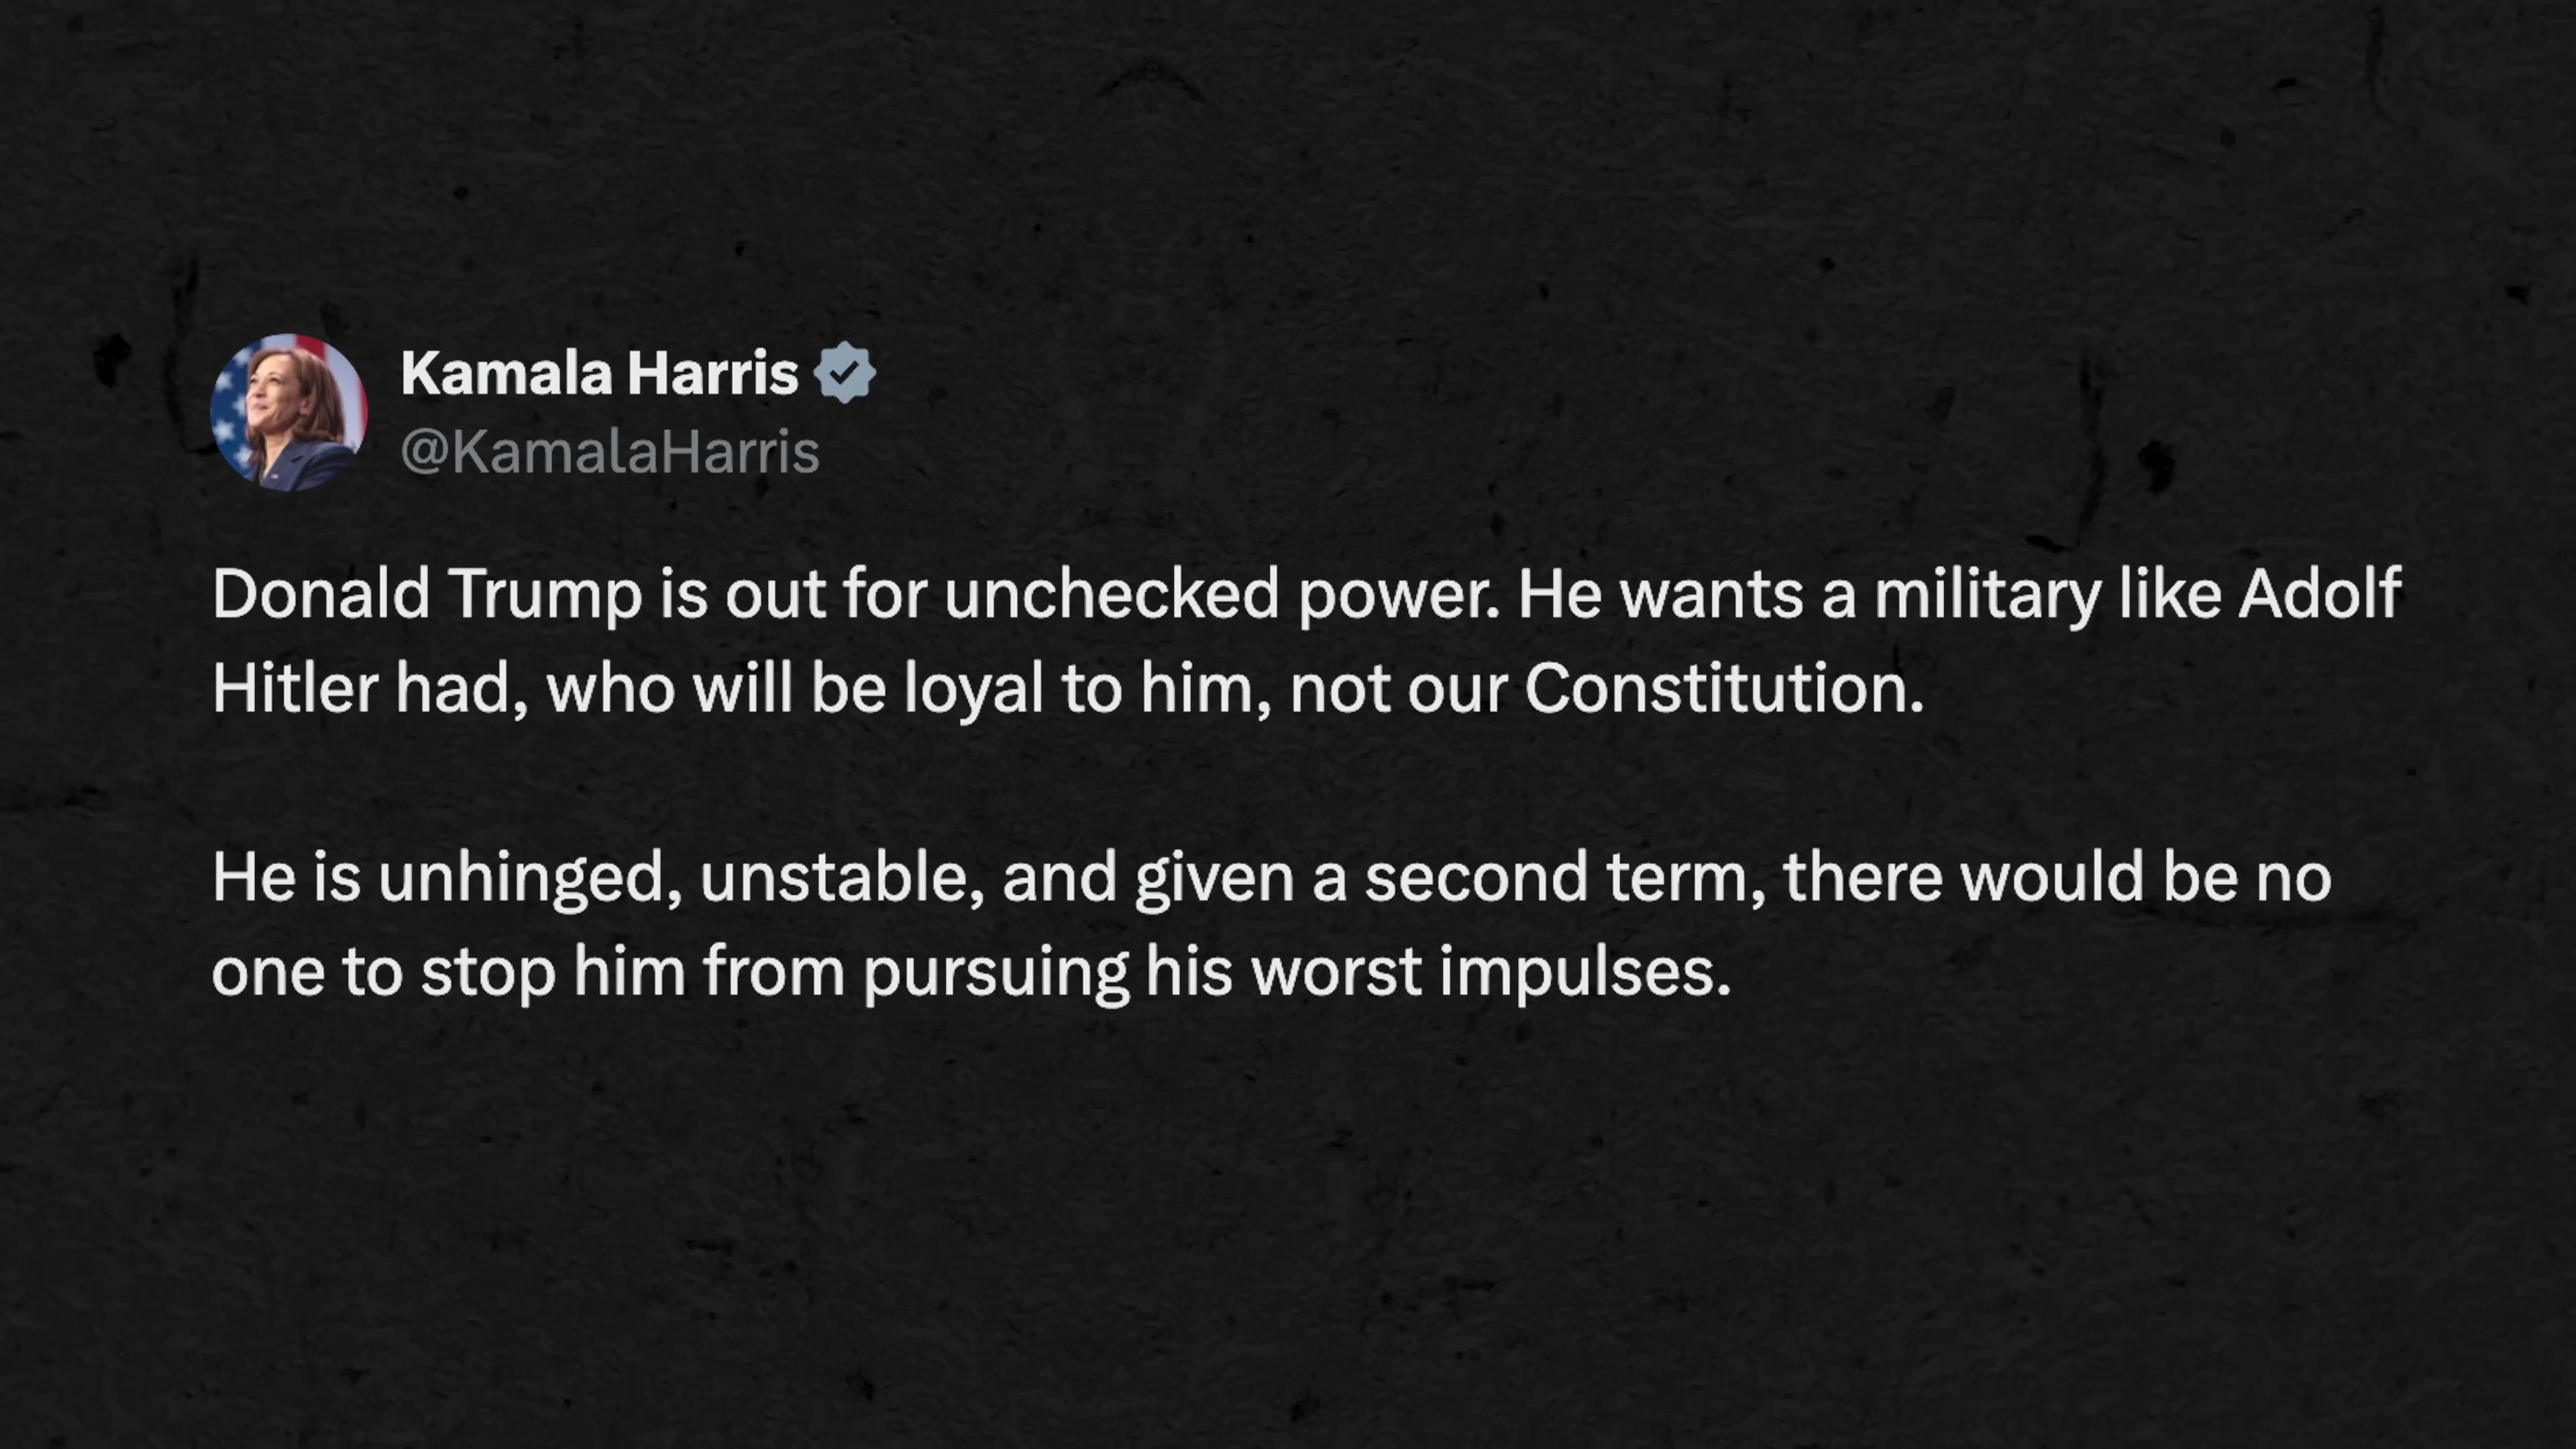 Kamala Harris
@KamalaHarris
Donald Trump is out for unchecked power. He wants a military like Adolf
Hitler had, who will be loyal to him, not our Constitution.
He is unhinged, unstable, and given a second term, there would be no
one to stop him from pursuing his worst impulses.